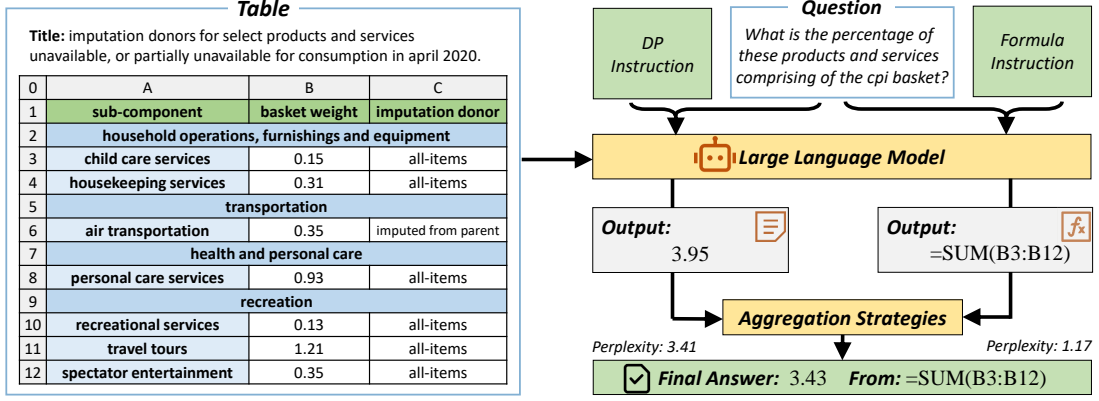 Table
Title: imputation donors for select products and services
unavailable, or partially unavailable for consumption in april 2020.
0 A B C
1 sub-component basket weight imputation donor
2 household operations, furnishings and equipment
3 child care services 0.15 all-items
4 housekeeping services 0.31 all-items
5 transportation
6 air transportation 0.35 imputed from parent
7 health and personal care
8 personal care services 0.93 all-items
9 recreation
10 recreational services 0.13 all-items
11 travel tours 1.21 all-items
12 spectator entertainment 0.35 all-items
DP
Instruction
Question
What is the percentage of
these products and services
comprising of the cpi basket?
Formula
Instruction
Large Language Model
Output:
3.95
Output:
fx
=SUM(B3:B12)
Aggregation Strategies
Perplexity: 3.41
Perplexity: 1.17
Final Answer: 3.43 From: =SUM(B3:B12)